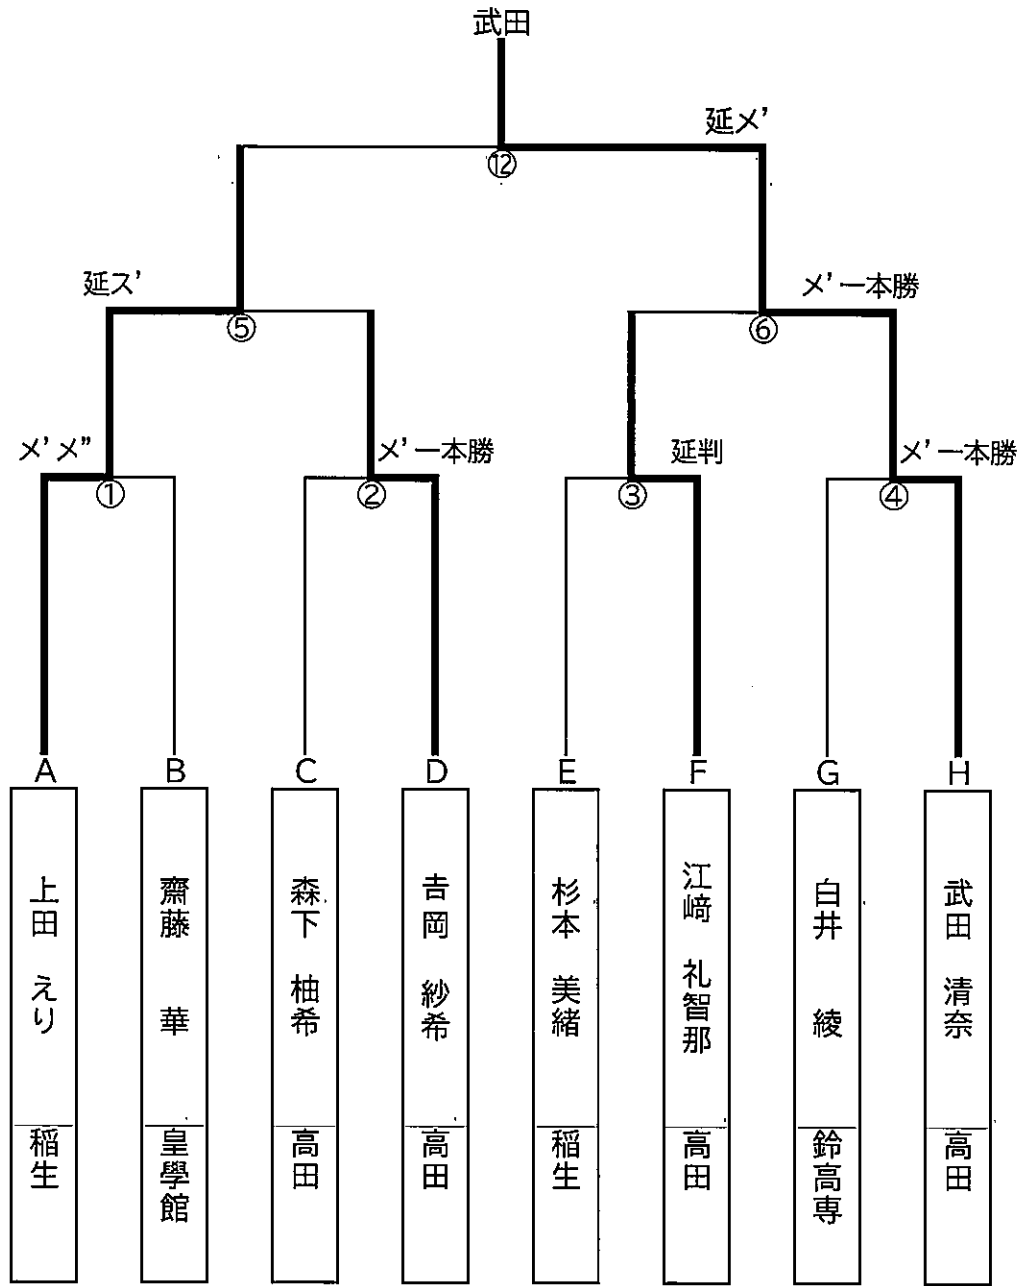 武田
延メ’
⑫
延ス’
メ’一本勝
⑤
⑥
メ’メ”
メ’一本勝
延判
メ’一本勝
①
②
③
④
A
B
C
D
E
F
G
H
上田 えり
稲生
齋藤 華
皇學館
森下 柚希
高田
𠮷岡 紗希
高田
杉本 美緒
稲生
江﨑 礼智那
高田
白井 綾
鈴高専
武田 清奈
高田